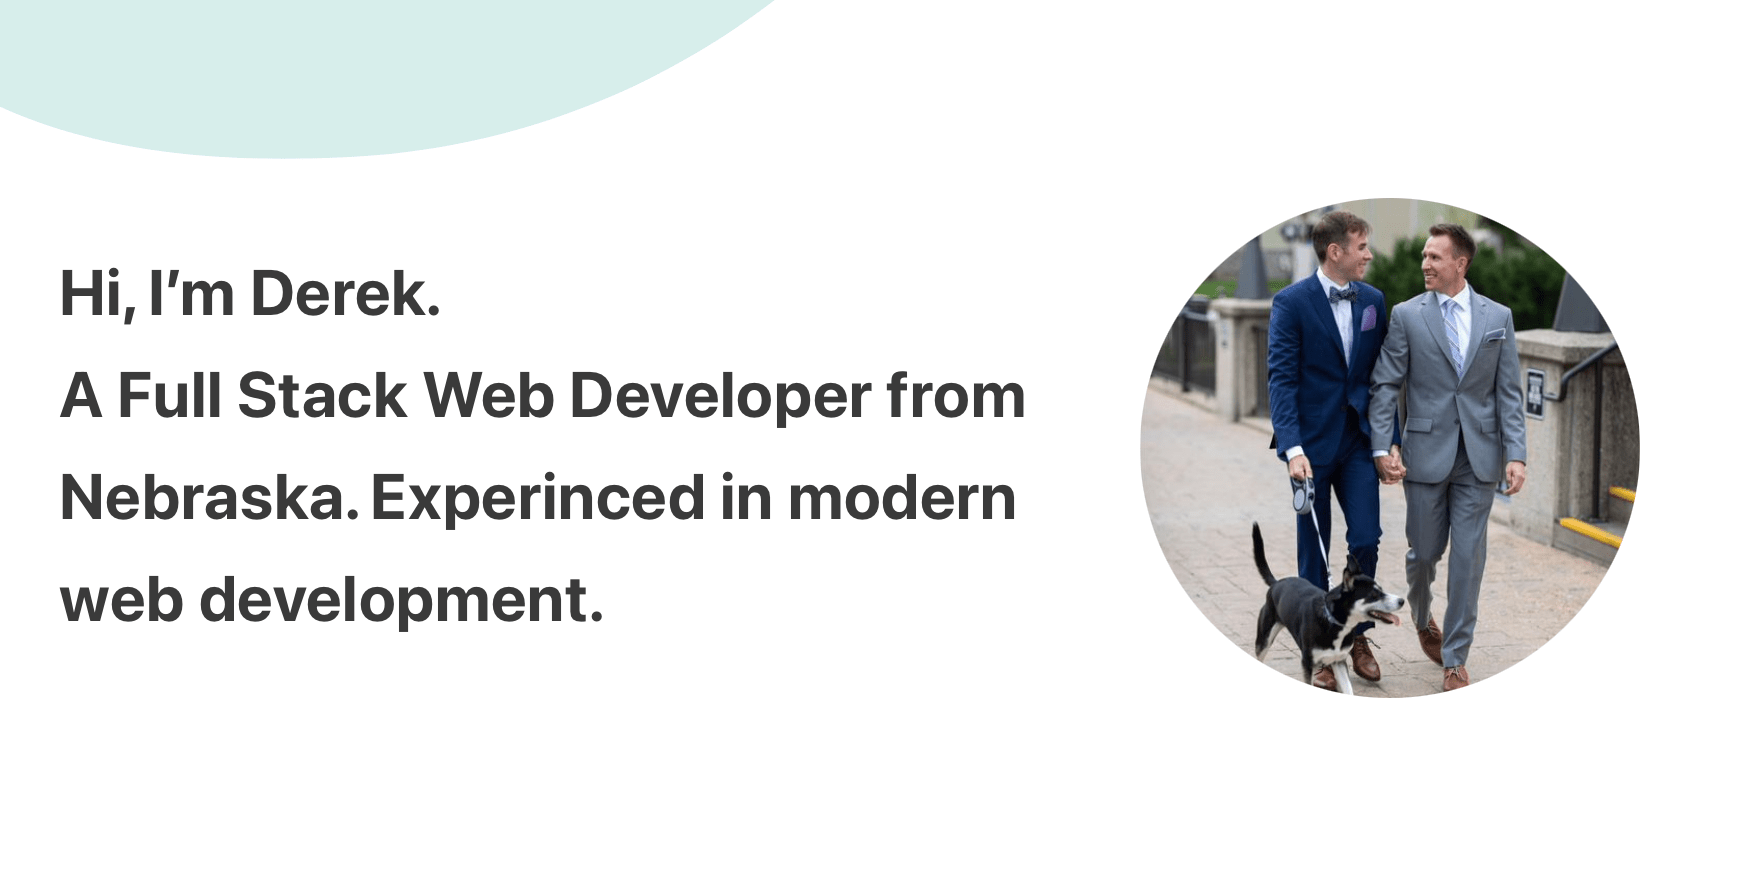 Hi, I’m Derek.
A Full Stack Web Developer from
Nebraska. Experinced in modern
web development.